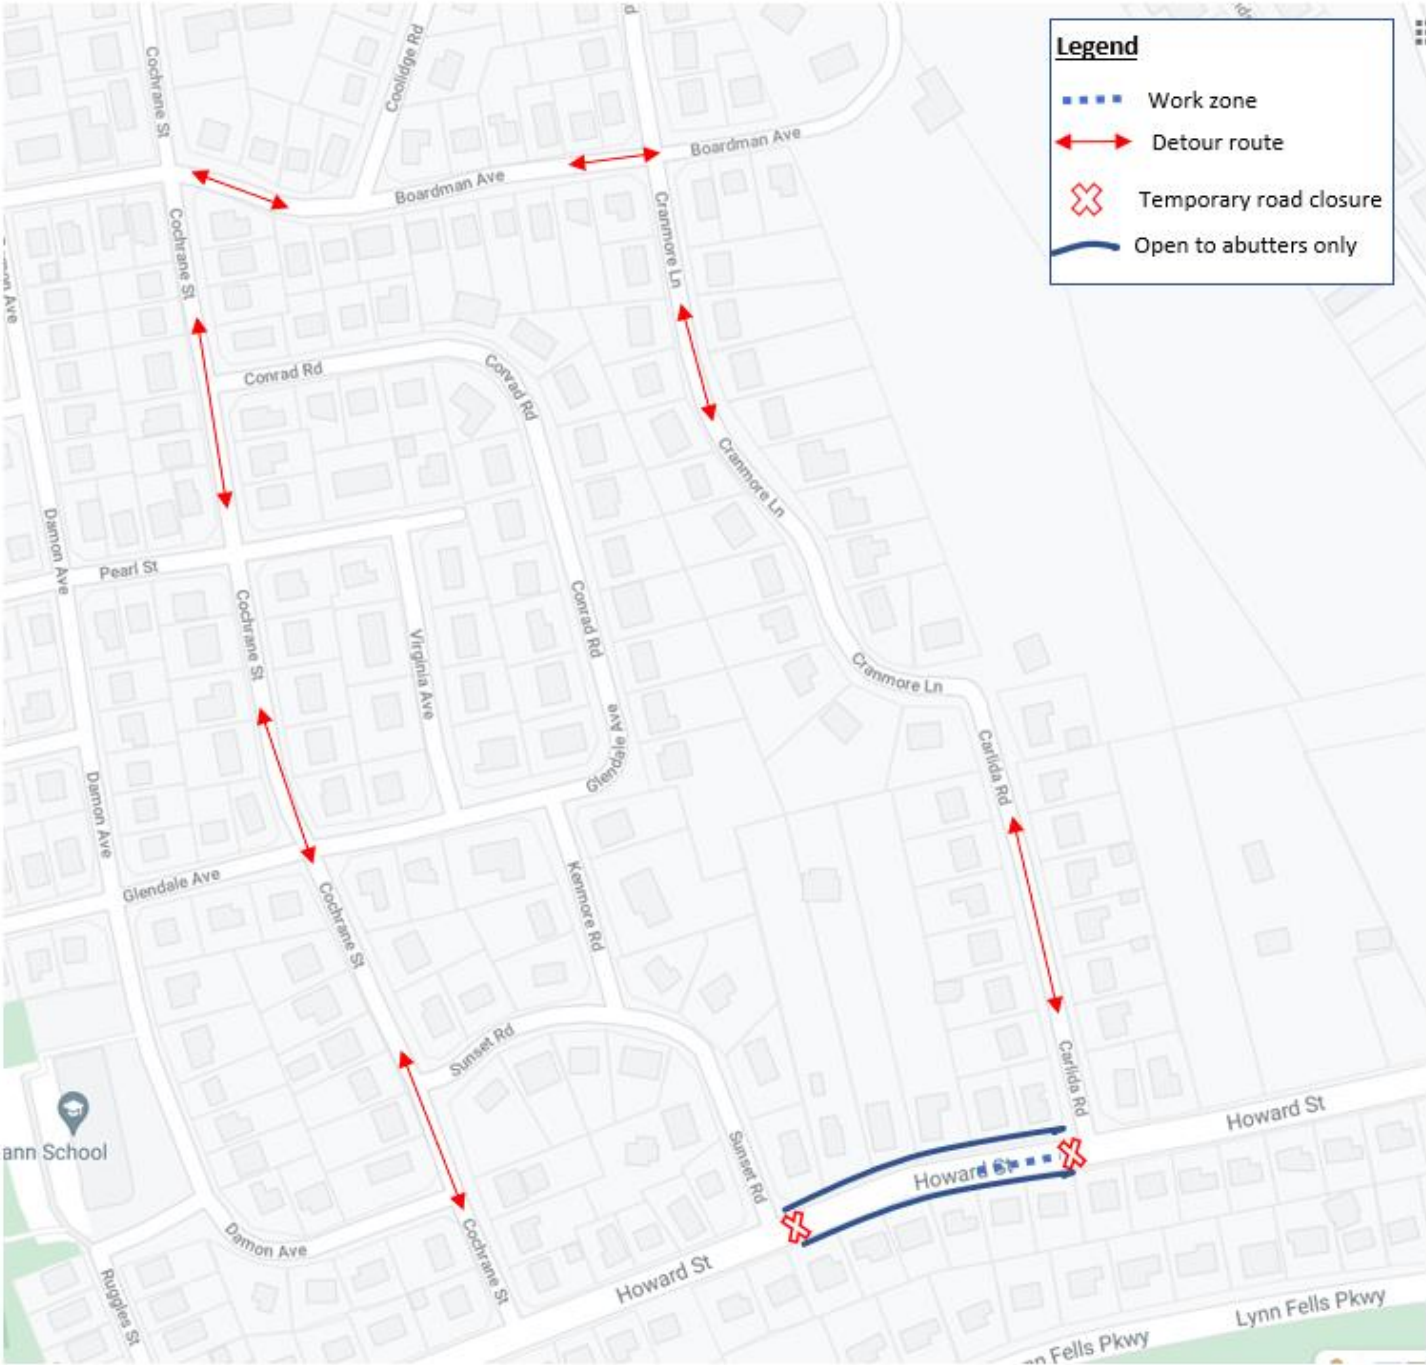 Legend
Work zone
Detour route
Temporary road closure
Open to abutters only
Cochrane St
Coolidge Rd
Boardman Ave
Boardman Ave
Cochrane St
Cranmore Ln
Conrad Rd
Conrad Rd
Cranmore Ln
Damon Ave
Pearl St
Cochrane St
Conrad Rd
Virginia Ave
Cranmore Ln
Glendale Ave
Carlida Rd
Damon Ave
Glendale Ave
Cochrane St
Kenmore Rd
Sunset Rd
Carlida Rd
Howard St
ann School
Sunset Rd
Howard St
Damon Ave
Cochrane St
Howard St
Ruggles St
Lynn Fells Pkwy
Fells Pkwy